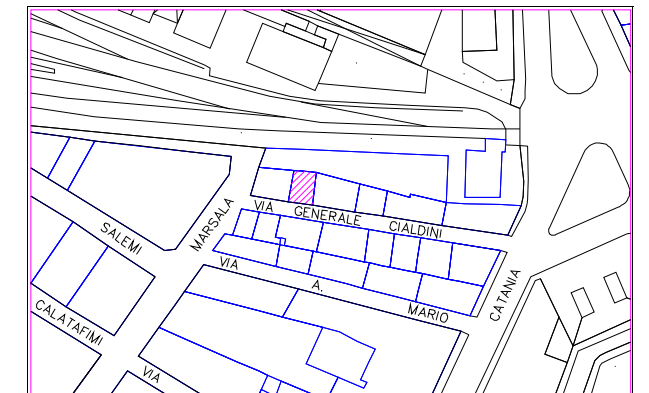 VIA GENERALE CIALDINI
MARSALA
SALEMI
VIA A. MARIO
CATANIA
CALATAFIMI
VIA